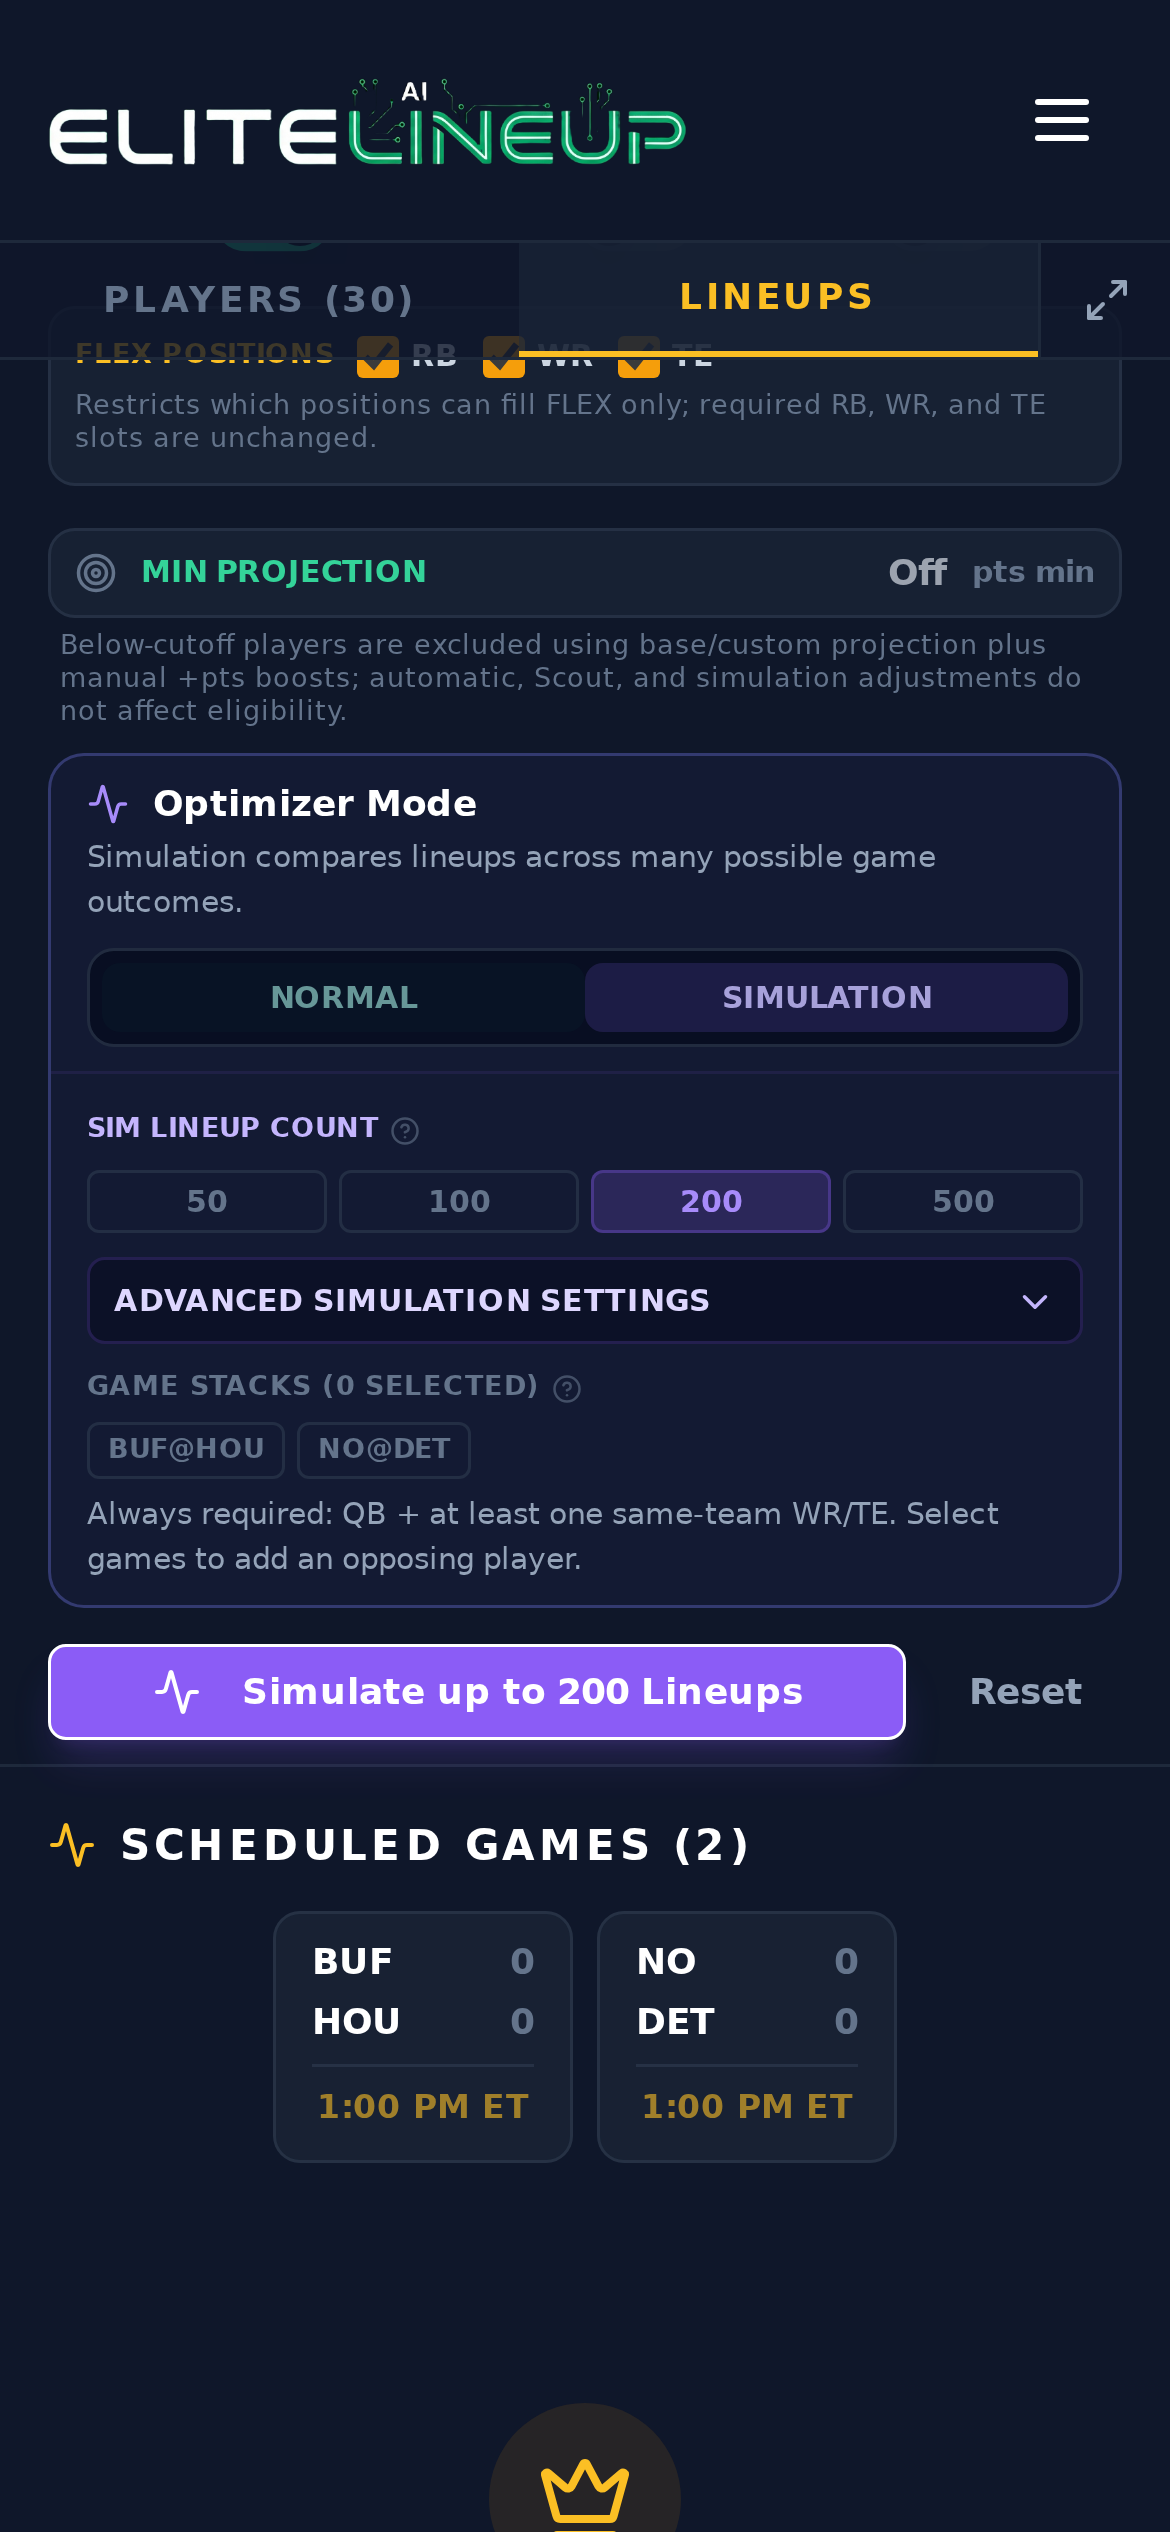 AI
ELITELINEUP
PLAYERS (30)
LINEUPS
FLEX POSITIONS RB WR TE
Restricts which positions can fill FLEX only; required RB, WR, and TE
slots are unchanged.
MIN PROJECTION Off pts min
Below-cutoff players are excluded using base/custom projection plus
manual +pts boosts; automatic, Scout, and simulation adjustments do
not affect eligibility.
Optimizer Mode
Simulation compares lineups across many possible game
outcomes.
NORMAL SIMULATION
SIM LINEUP COUNT ?
50 100 200 500
ADVANCED SIMULATION SETTINGS
GAME STACKS (0 SELECTED) ?
BUF@HOU NO@DET
Always required: QB + at least one same-team WR/TE. Select
games to add an opposing player.
Simulate up to 200 Lineups Reset
SCHEDULED GAMES (2)
BUF 0
HOU 0
1:00 PM ET
NO 0
DET 0
1:00 PM ET